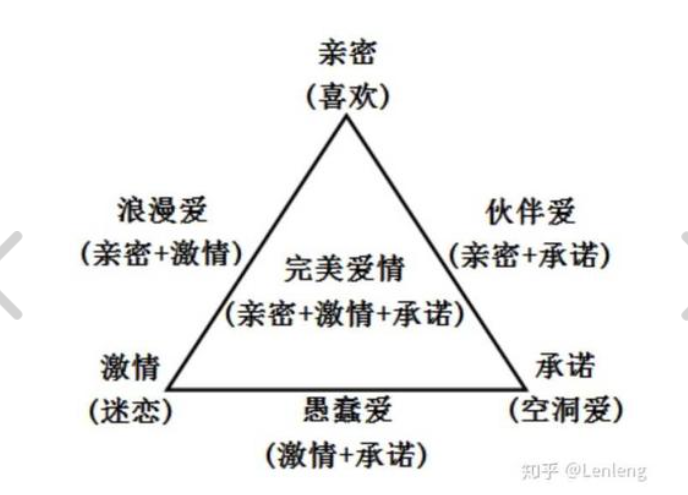 亲密
(喜欢)
浪漫爱
(亲密+激情)
伙伴爱
(亲密+承诺)
完美爱情
(亲密+激情+承诺)
激情
(迷恋)
承诺
(空洞爱)
愚蠢爱
(激情+承诺)
知乎 @Lenleng